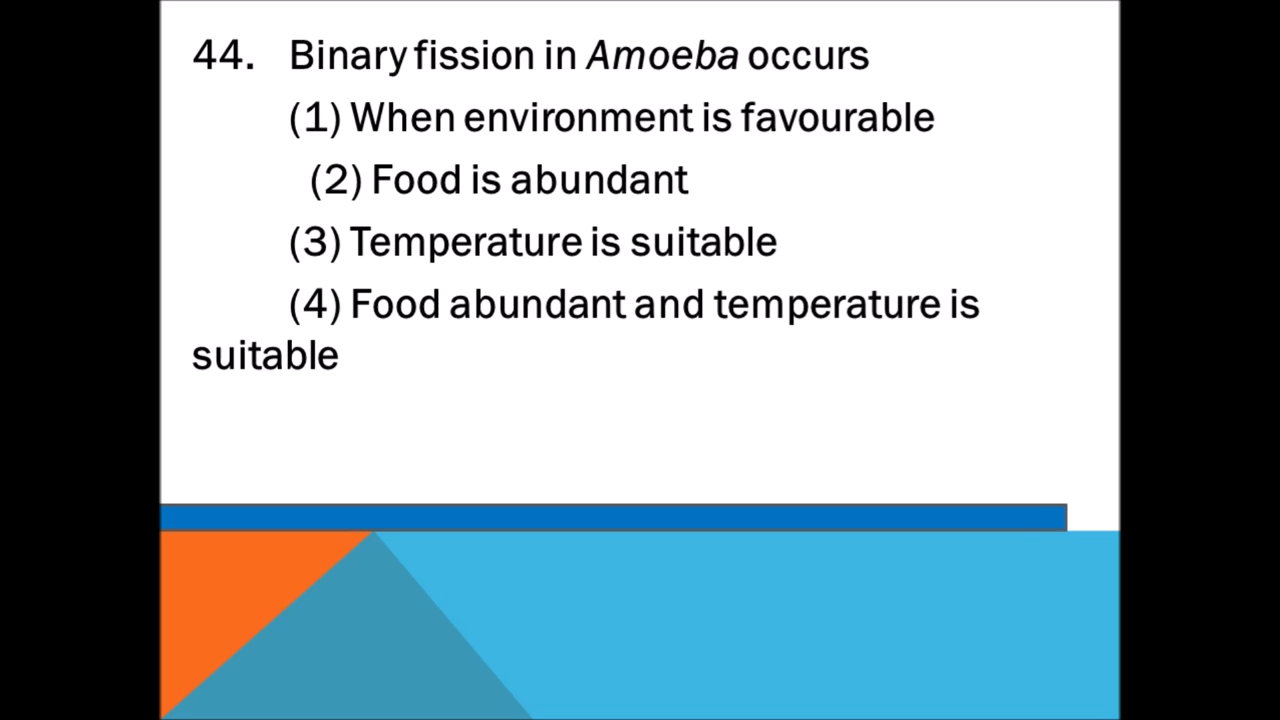 44. Binary fission in Amoeba occurs
(1) When environment is favourable
(2) Food is abundant
(3) Temperature is suitable
(4) Food abundant and temperature is
suitable